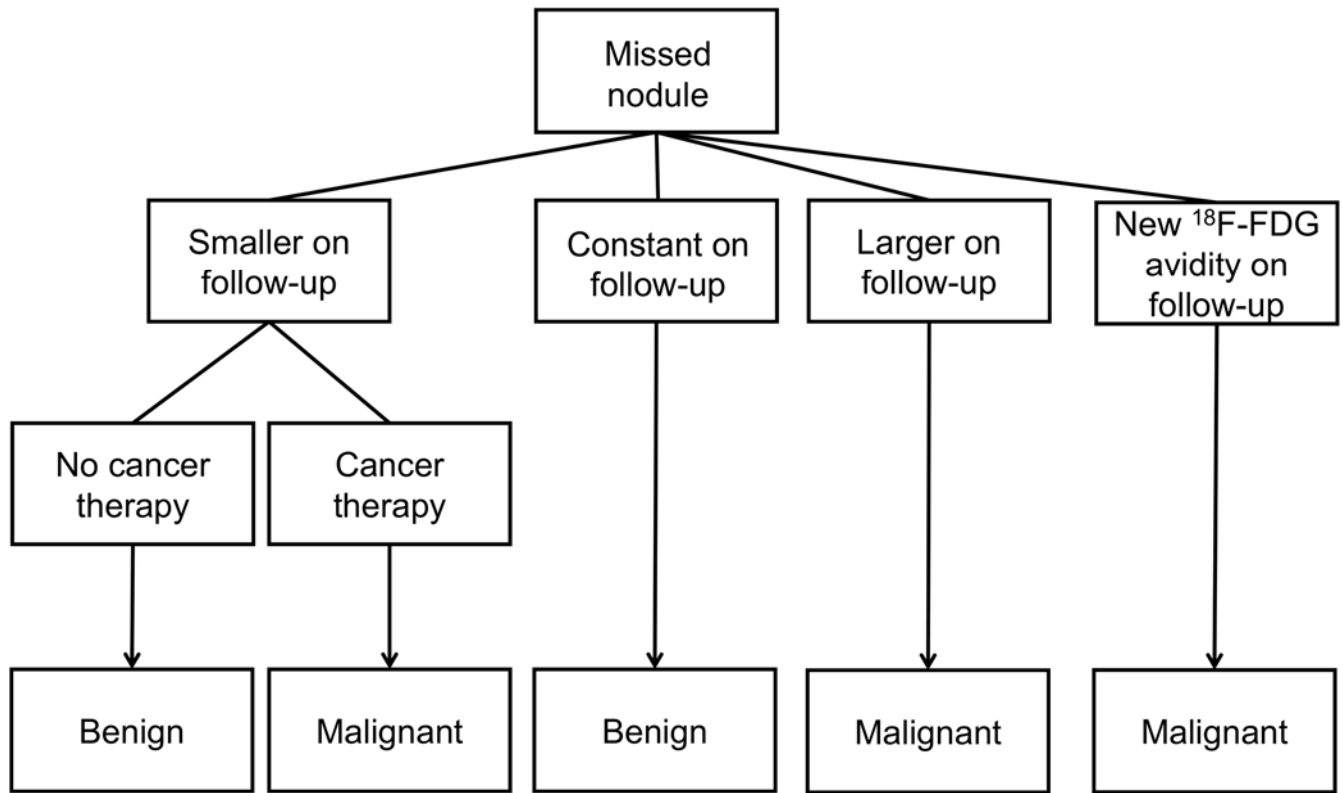 Missed
nodule
Smaller on
follow-up
Constant on
follow-up
Larger on
follow-up
New ¹⁸F-FDG
avidity on
follow-up
No cancer
therapy
Cancer
therapy
Benign
Malignant
Benign
Malignant
Malignant